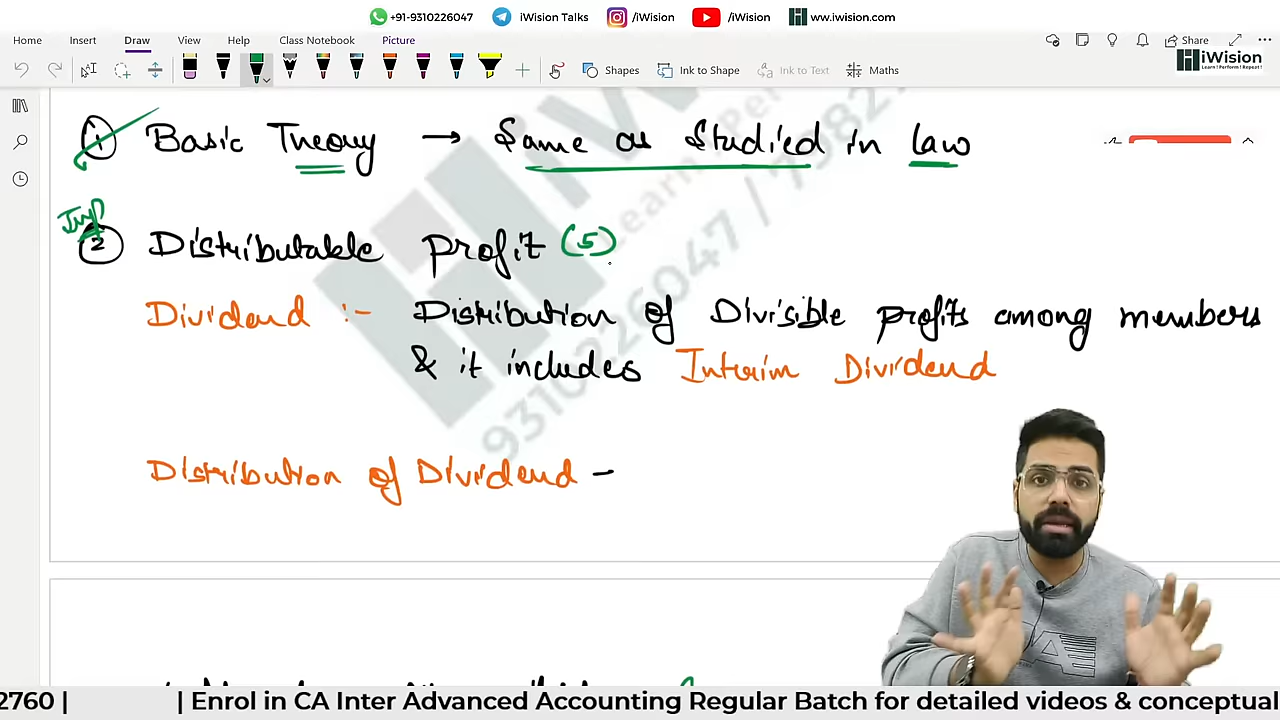 +91-9310226047 iWision Talks /iWision /iWision ww.iwision.com
Home Insert Draw View Help Class Notebook Picture Share
Shapes Ink to Shape Ink to Text Maths
iWision
Learn ! Perform ! Repeat !
① Basic Theory → Same as Studied in law
Imp
② Distributable profit (5)
Dividend :- Distribution of Divisible profits among members
& it includes Interim Dividend
Distribution of Dividend -
2760 | | Enrol in CA Inter Advanced Accounting Regular Batch for detailed videos & conceptual